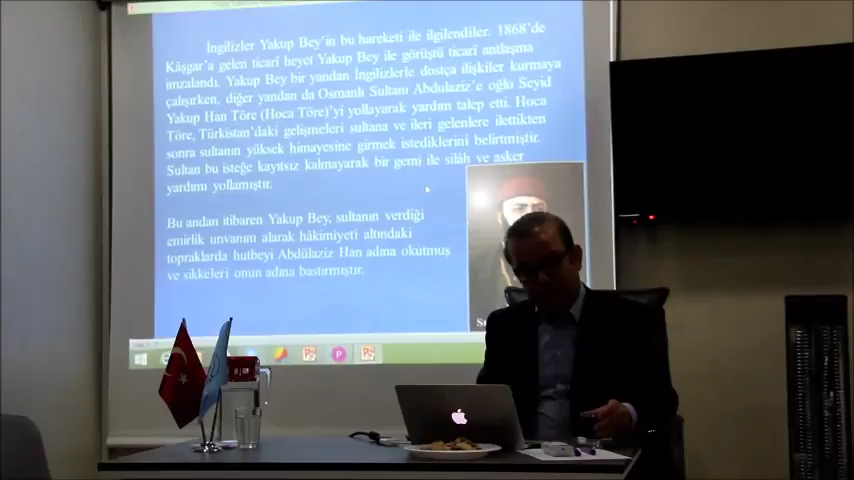 İngilizler Yakup Bey'in bu hareketi ile ilgilendiler. 1868'de
Kâşgar'a gelen ticarî heyet Yakup Bey ile görüştü ticarî antlaşma
imzalandı. Yakup Bey bir yandan İngilizlerle dostça ilişkiler kurmaya
çalışırken, diğer yandan da Osmanlı Sultanı Abdulaziz'e oğlu Seyid
Yakup Han Töre (Hoca Töre)'yi yollayarak yardım talep etti. Hoca
Töre, Türkistan'daki gelişmeleri sultana ve ileri gelenlere ilettikten
sonra sultanın yüksek himayesine girmek istediklerini belirtmiştir.
Sultan bu isteğe kayıtsız kalmayarak bir gemi ile silâh ve asker
yardımı yollamıştır.
Bu andan itibaren Yakup Bey, sultanın verdiği
emirlik unvanını alarak hâkimiyeti altındaki
topraklarda hutbeyi Abdülaziz Han adına okutmuş
ve sikkeleri onun adına bastırmıştır.